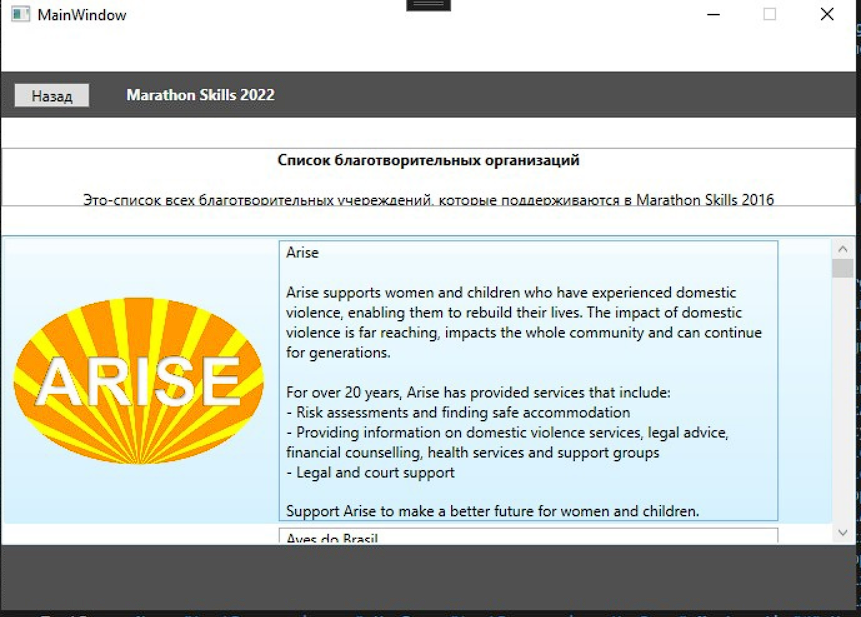 MainWindow
Назад
Marathon Skills 2022
Список благотворительных организаций
Это-список всех благотворительных учереждений, которые поддерживаются в Marathon Skills 2016
ARISE
Arise
Arise supports women and children who have experienced domestic
violence, enabling them to rebuild their lives. The impact of domestic
violence is far reaching, impacts the whole community and can continue
for generations.
For over 20 years, Arise has provided services that include:
- Risk assessments and finding safe accommodation
- Providing information on domestic violence services, legal advice,
financial counselling, health services and support groups
- Legal and court support
Support Arise to make a better future for women and children.
Aves do Brasil